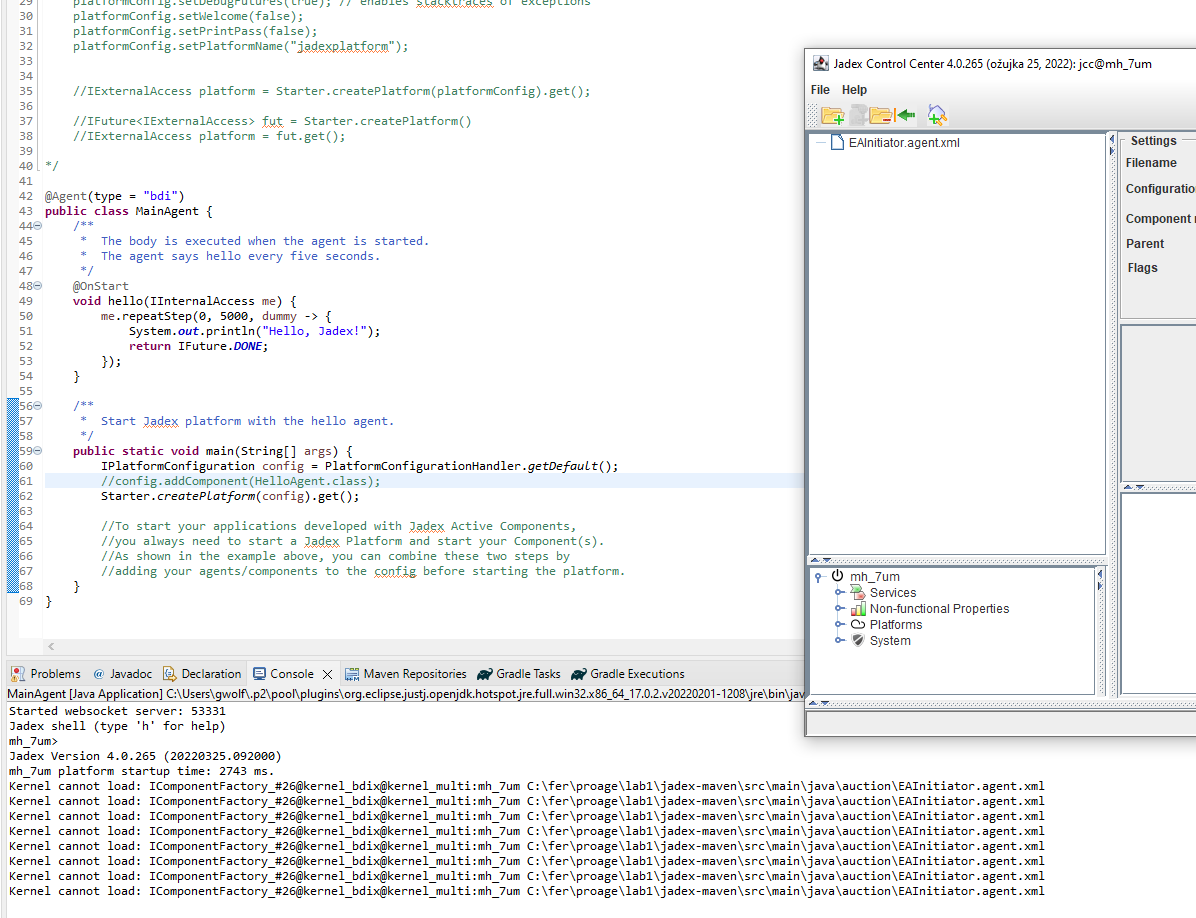 29 platformConfig.setDebugFutures(true); // enables stacktraces of exceptions
30 platformConfig.setWelcome(false);
31 platformConfig.setPrintPass(false);
32 platformConfig.setPlatformName("jadexplatform");
33
34
35 //IExternalAccess platform = Starter.createPlatform(platformConfig).get();
36
37 //IFuture<IExternalAccess> fut = Starter.createPlatform()
38 //IExternalAccess platform = fut.get();
39
40 */
41
42 @Agent(type = "bdi")
43 public class MainAgent {
44 /**
45 * The body is executed when the agent is started.
46 * The agent says hello every five seconds.
47 */
48 @OnStart
49 void hello(IInternalAccess me) {
50 me.repeatStep(0, 5000, dummy -> {
51 System.out.println("Hello, Jadex!");
52 return IFuture.DONE;
53 });
54 }
55
56 /**
57 * Start Jadex platform with the hello agent.
58 */
59 public static void main(String[] args) {
60 IPlatformConfiguration config = PlatformConfigurationHandler.getDefault();
61 //config.addComponent(HelloAgent.class);
62 Starter.createPlatform(config).get();
63
64 //To start your applications developed with Jadex Active Components,
65 //you always need to start a Jadex Platform and start your Component(s).
66 //As shown in the example above, you can combine these two steps by
67 //adding your agents/components to the config before starting the platform.
68 }
69 }
Jadex Control Center 4.0.265 (ožujka 25, 2022): jcc@mh_7um
File Help
EAInitiator.agent.xml
Settings
Filename
Configuratio
Component
Parent
Flags
mh_7um
Services
Non-functional Properties
Platforms
System
Problems @ Javadoc Declaration Console Maven Repositories Gradle Tasks Gradle Executions
MainAgent [Java Application] C:\Users\gwolf\.p2\pool\plugins\org.eclipse.justj.openjdk.hotspot.jre.full.win32.x86_64_17.0.2.v20220201-1208\jre\bin\jav
Started websocket server: 53331
Jadex shell (type 'h' for help)
mh_7um>
Jadex Version 4.0.265 (20220325.092000)
mh_7um platform startup time: 2743 ms.
Kernel cannot load: IComponentFactory_#26@kernel_bdix@kernel_multi:mh_7um C:\fer\proage\lab1\jadex-maven\src\main\java\auction\EAInitiator.agent.xml
Kernel cannot load: IComponentFactory_#26@kernel_bdix@kernel_multi:mh_7um C:\fer\proage\lab1\jadex-maven\src\main\java\auction\EAInitiator.agent.xml
Kernel cannot load: IComponentFactory_#26@kernel_bdix@kernel_multi:mh_7um C:\fer\proage\lab1\jadex-maven\src\main\java\auction\EAInitiator.agent.xml
Kernel cannot load: IComponentFactory_#26@kernel_bdix@kernel_multi:mh_7um C:\fer\proage\lab1\jadex-maven\src\main\java\auction\EAInitiator.agent.xml
Kernel cannot load: IComponentFactory_#26@kernel_bdix@kernel_multi:mh_7um C:\fer\proage\lab1\jadex-maven\src\main\java\auction\EAInitiator.agent.xml
Kernel cannot load: IComponentFactory_#26@kernel_bdix@kernel_multi:mh_7um C:\fer\proage\lab1\jadex-maven\src\main\java\auction\EAInitiator.agent.xml
Kernel cannot load: IComponentFactory_#26@kernel_bdix@kernel_multi:mh_7um C:\fer\proage\lab1\jadex-maven\src\main\java\auction\EAInitiator.agent.xml
Kernel cannot load: IComponentFactory_#26@kernel_bdix@kernel_multi:mh_7um C:\fer\proage\lab1\jadex-maven\src\main\java\auction\EAInitiator.agent.xml